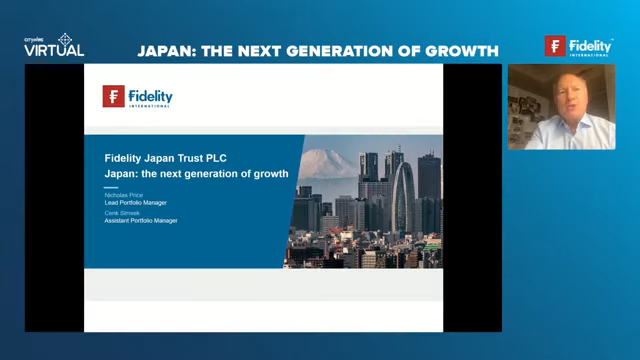 CITYWIRE
VIRTUAL
JAPAN: THE NEXT GENERATION OF GROWTH
Fidelity
INTERNATIONAL
Fidelity
INTERNATIONAL
Fidelity Japan Trust PLC
Japan: the next generation of growth
Nicholas Price
Lead Portfolio Manager
Cenk Simsek
Assistant Portfolio Manager